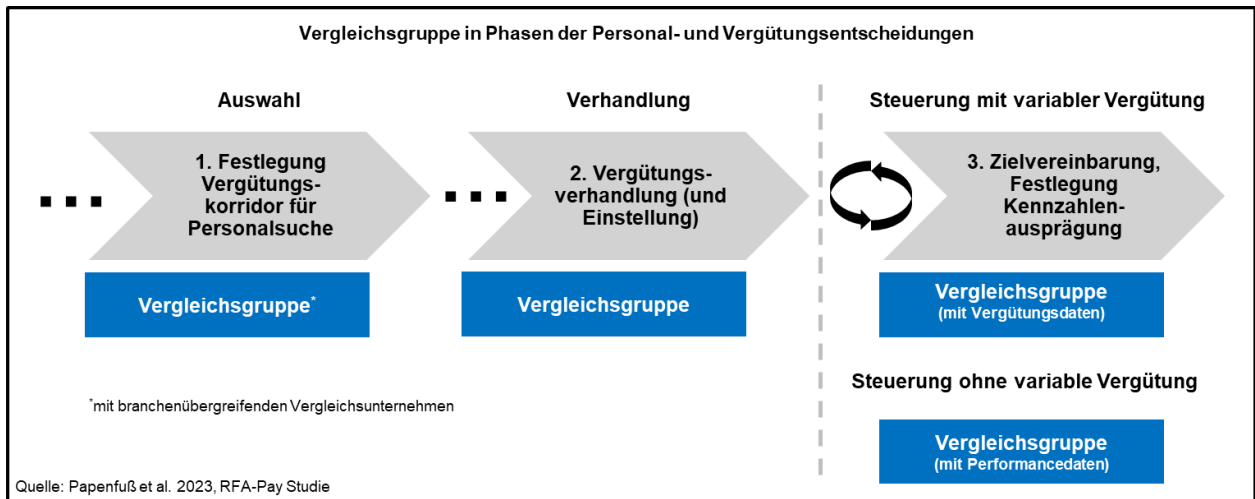 Vergleichsgruppe in Phasen der Personal- und Vergütungsentscheidungen
Auswahl
1. Festlegung
Vergütungs-
korridor für
Personalsuche
Vergleichsgruppe*
*mit branchenübergreifenden Vergleichsunternehmen
Verhandlung
2. Vergütungs-
verhandlung (und
Einstellung)
Vergleichsgruppe
Steuerung mit variabler Vergütung
3. Zielvereinbarung,
Festlegung
Kennzahlen-
ausprägung
Vergleichsgruppe
(mit Vergütungsdaten)
Steuerung ohne variable Vergütung
Vergleichsgruppe
(mit Performancedaten)
Quelle: Papenfuß et al. 2023, RFA-Pay Studie